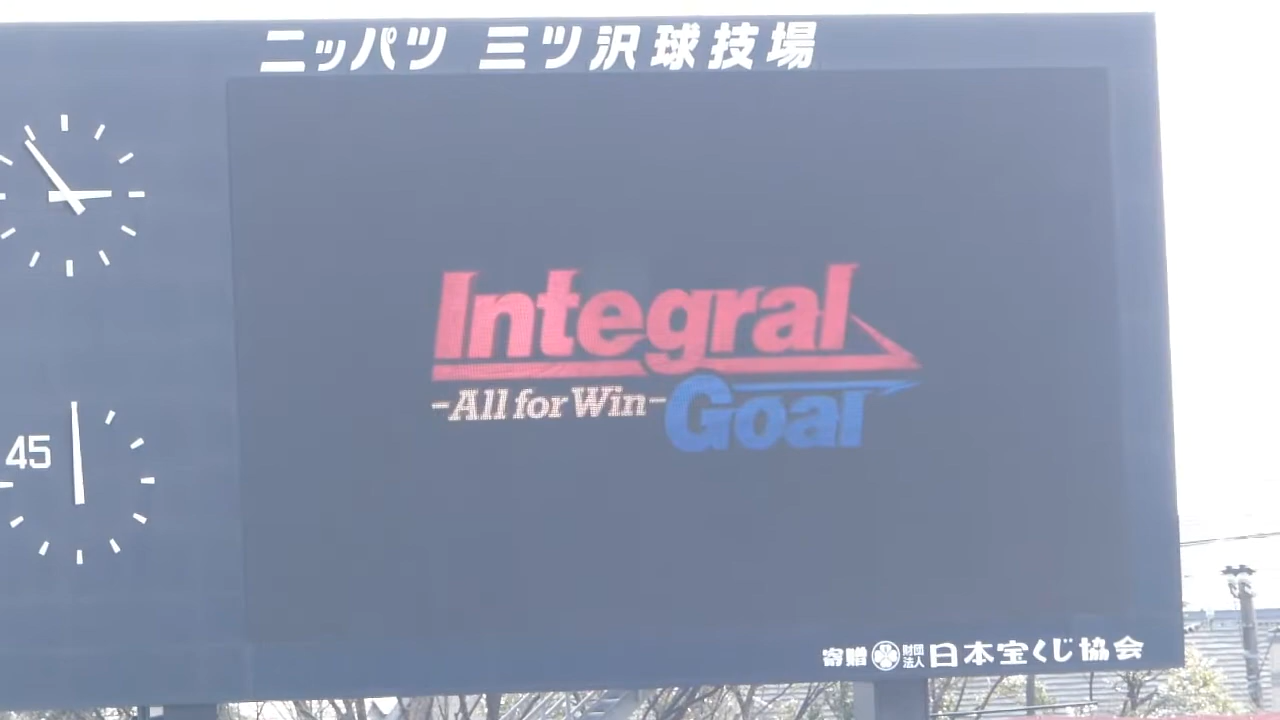 ニッパツ 三ツ沢球技場
Integral
-All for Win-
Goal
45
寄贈 財団法人 日本宝くじ協会